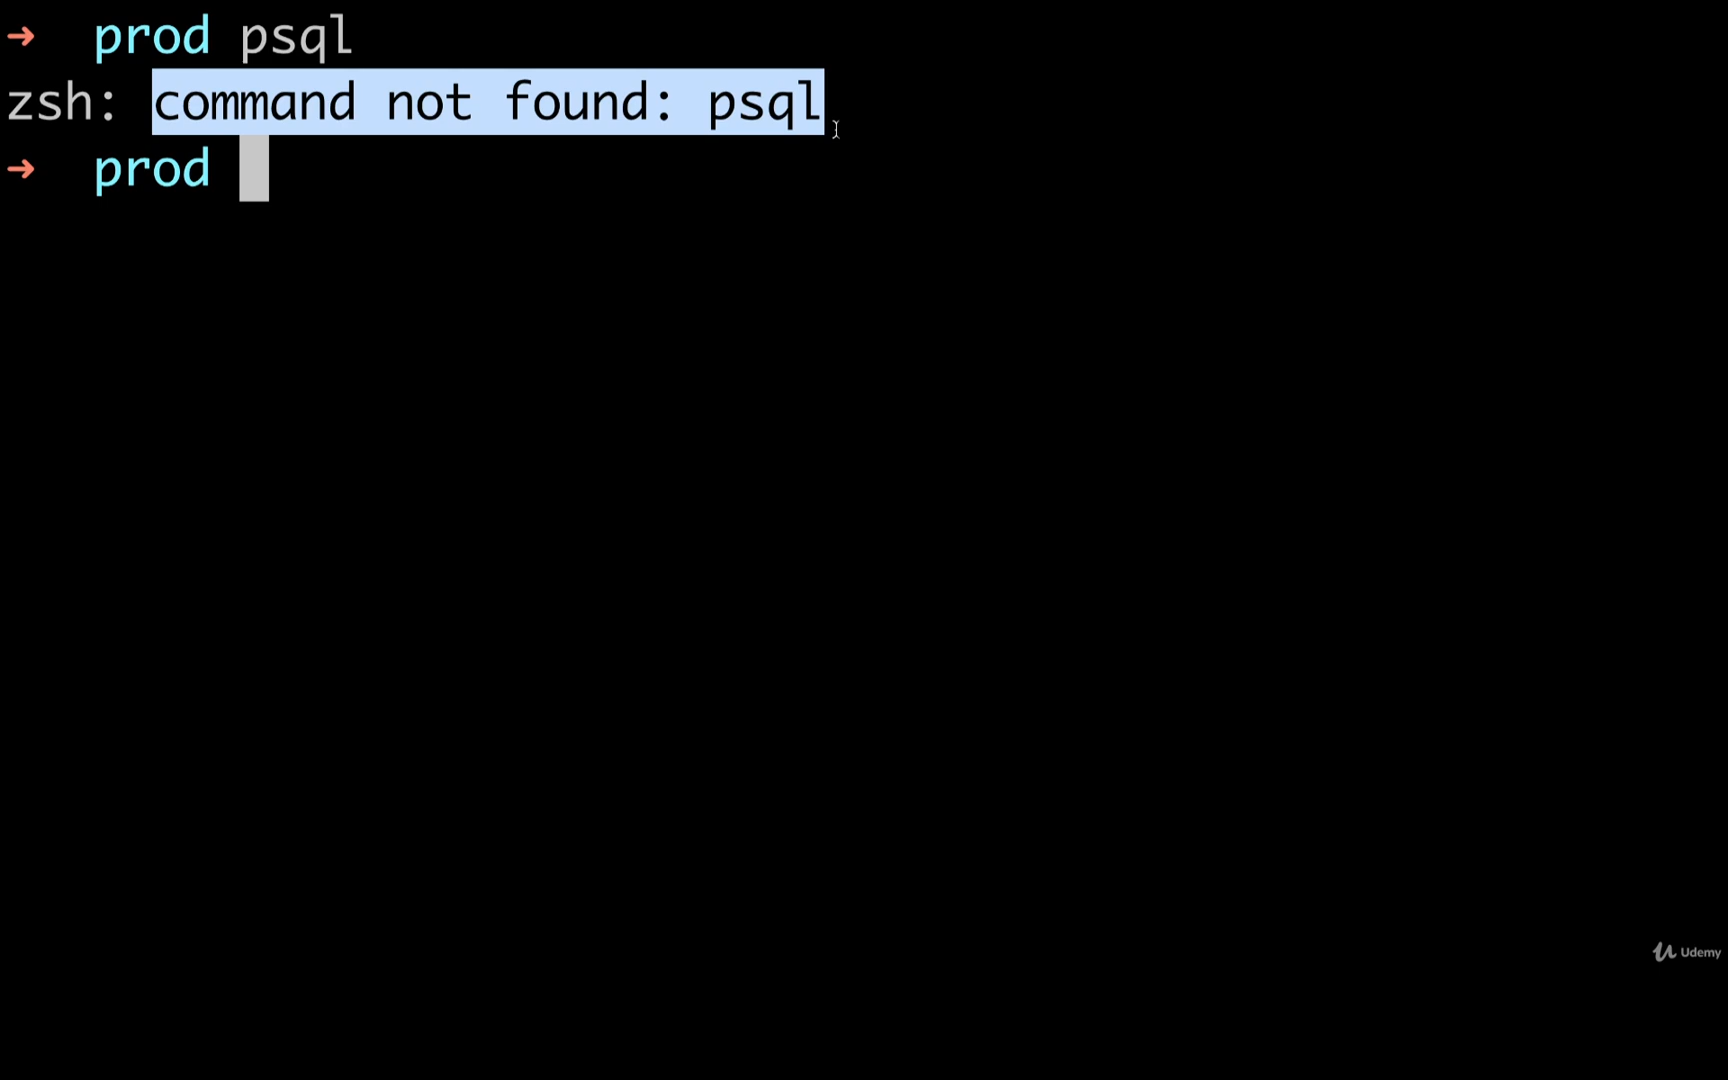 ➜ prod psql
zsh: command not found: psql
➜ prod
Udemy